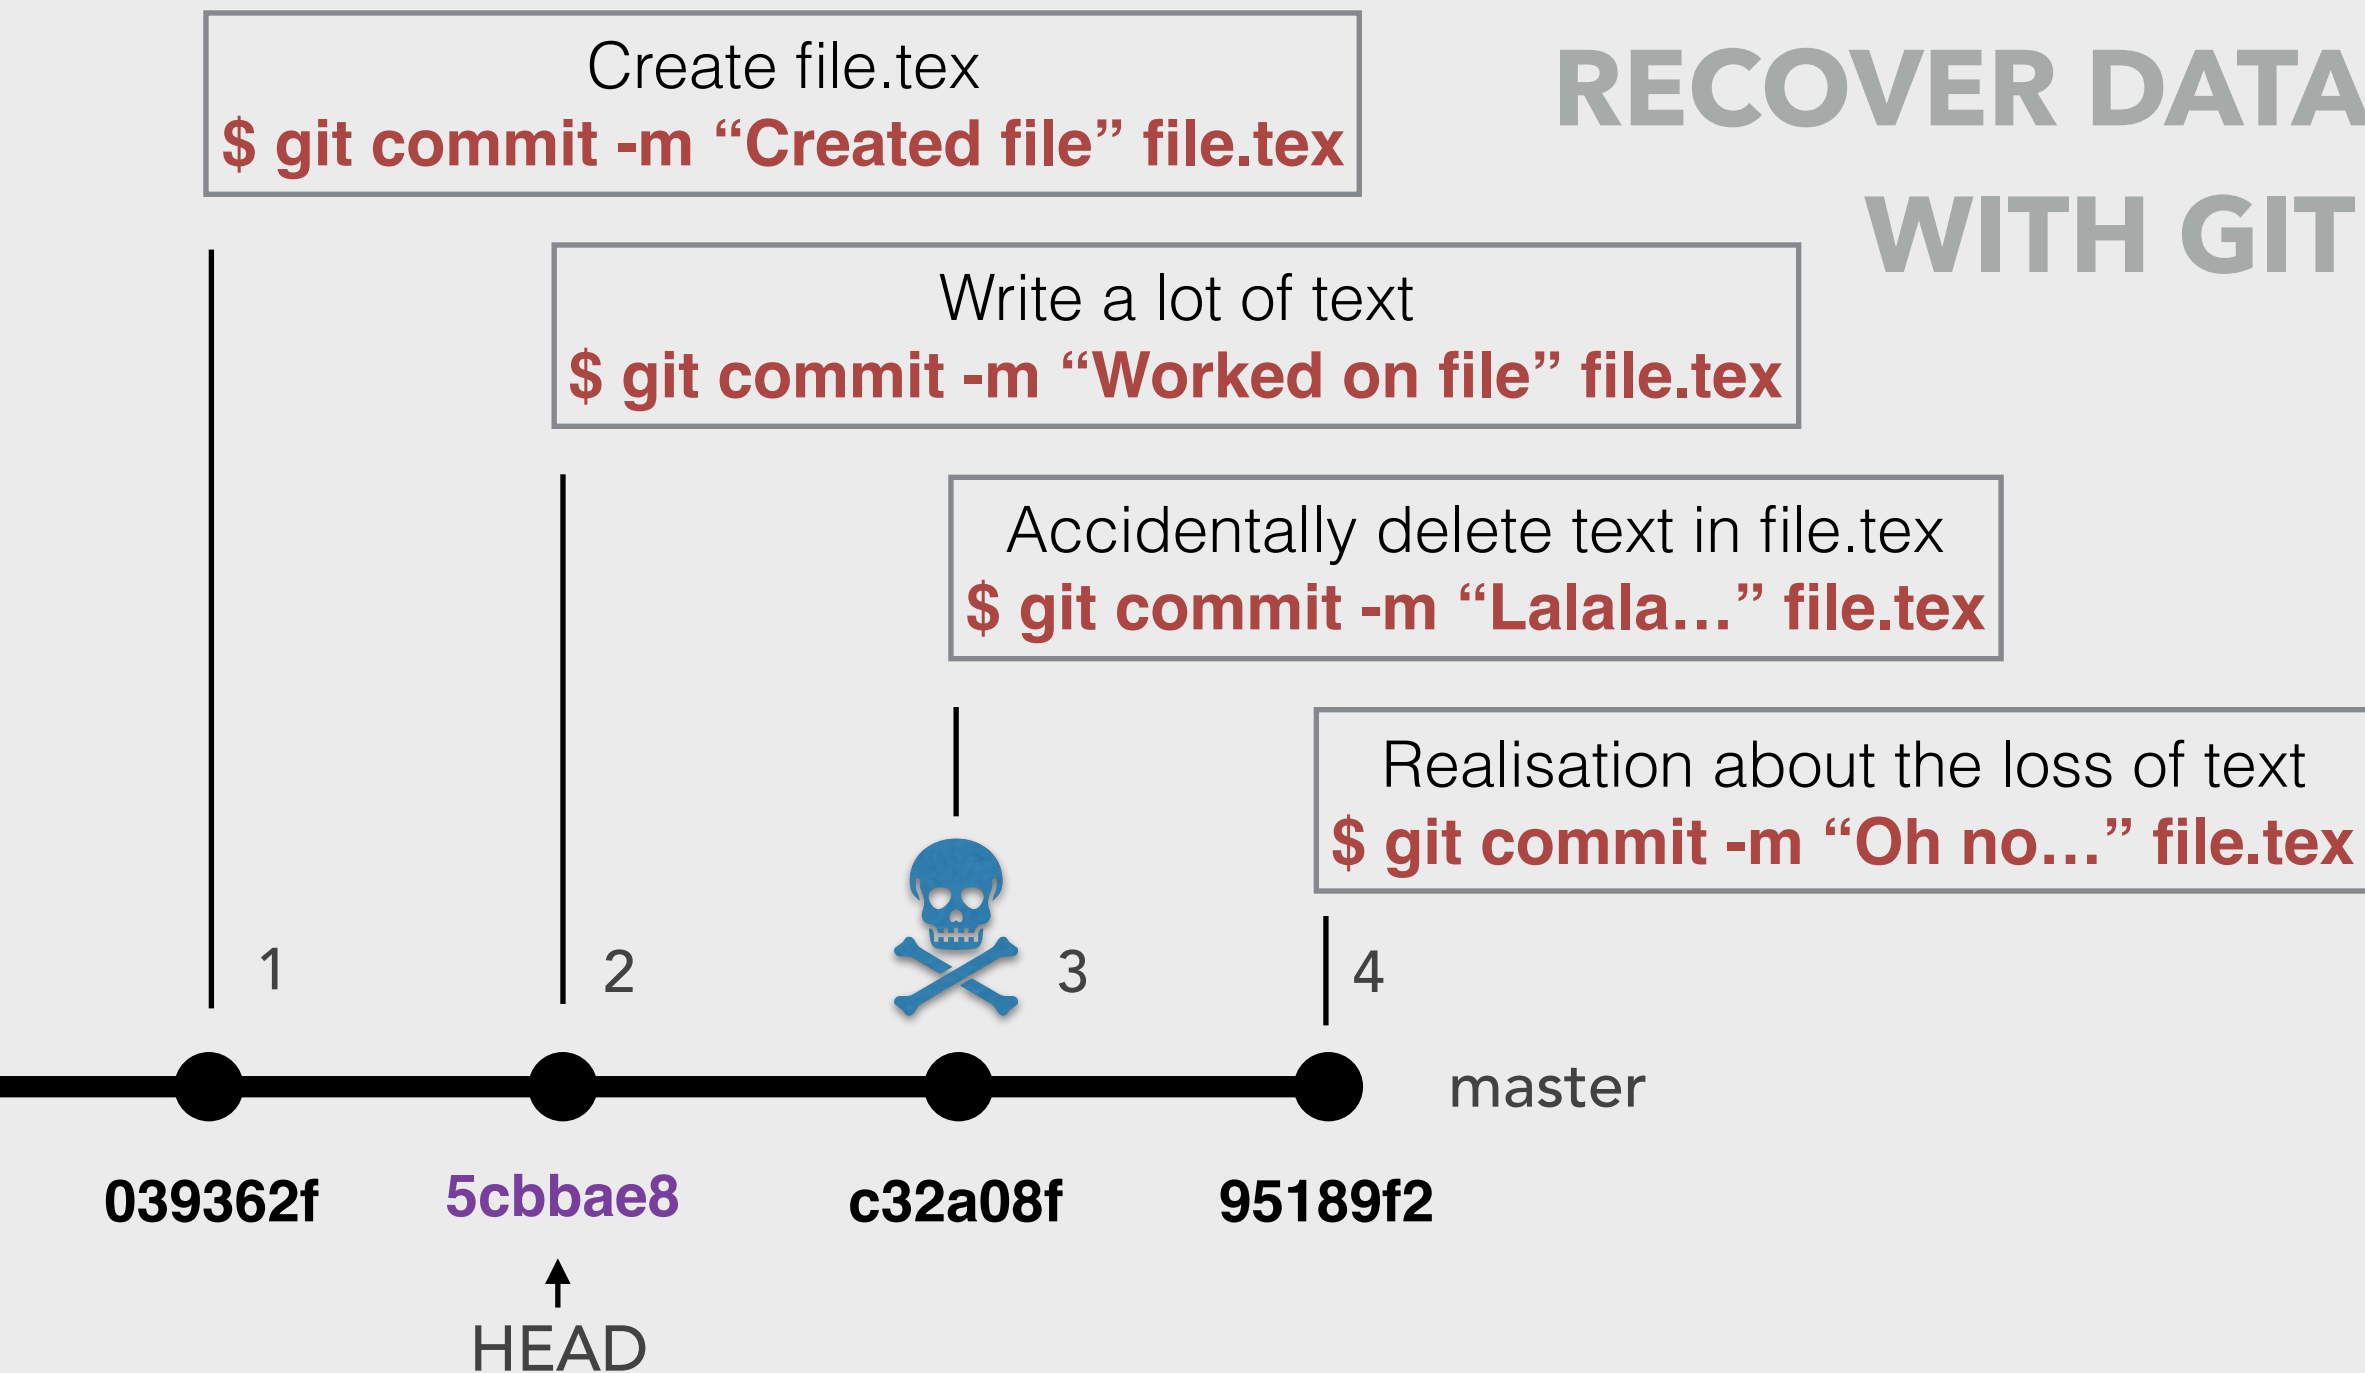 RECOVER DATA
WITH GIT
Create file.tex
$ git commit -m “Created file” file.tex
Write a lot of text
$ git commit -m “Worked on file” file.tex
Accidentally delete text in file.tex
$ git commit -m “Lalala…” file.tex
Realisation about the loss of text
$ git commit -m “Oh no…” file.tex
1 2 3 4
master
039362f 5cbbae8 c32a08f 95189f2
HEAD